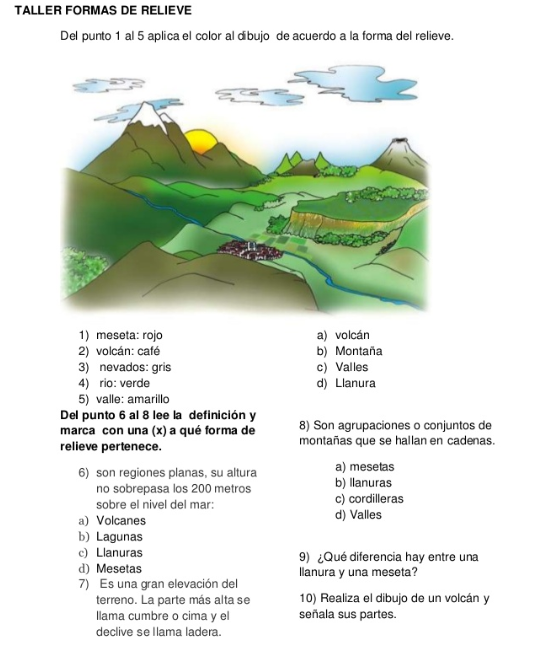 TALLER FORMAS DE RELIEVE
Del punto 1 al 5 aplica el color al dibujo de acuerdo a la forma del relieve.
1) meseta: rojo
2) volcán: café
3) nevados: gris
4) rio: verde
5) valle: amarillo
Del punto 6 al 8 lee la definición y
marca con una (x) a qué forma de
relieve pertenece.
6) son regiones planas, su altura
no sobrepasa los 200 metros
sobre el nivel del mar:
a) Volcanes
b) Lagunas
c) Llanuras
d) Mesetas
7) Es una gran elevación del
terreno. La parte más alta se
llama cumbre o cima y el
declive se llama ladera.
a) volcán
b) Montaña
c) Valles
d) Llanura
8) Son agrupaciones o conjuntos de
montañas que se hallan en cadenas.
a) mesetas
b) llanuras
c) cordilleras
d) Valles
9) ¿Qué diferencia hay entre una
llanura y una meseta?
10) Realiza el dibujo de un volcán y
señala sus partes.